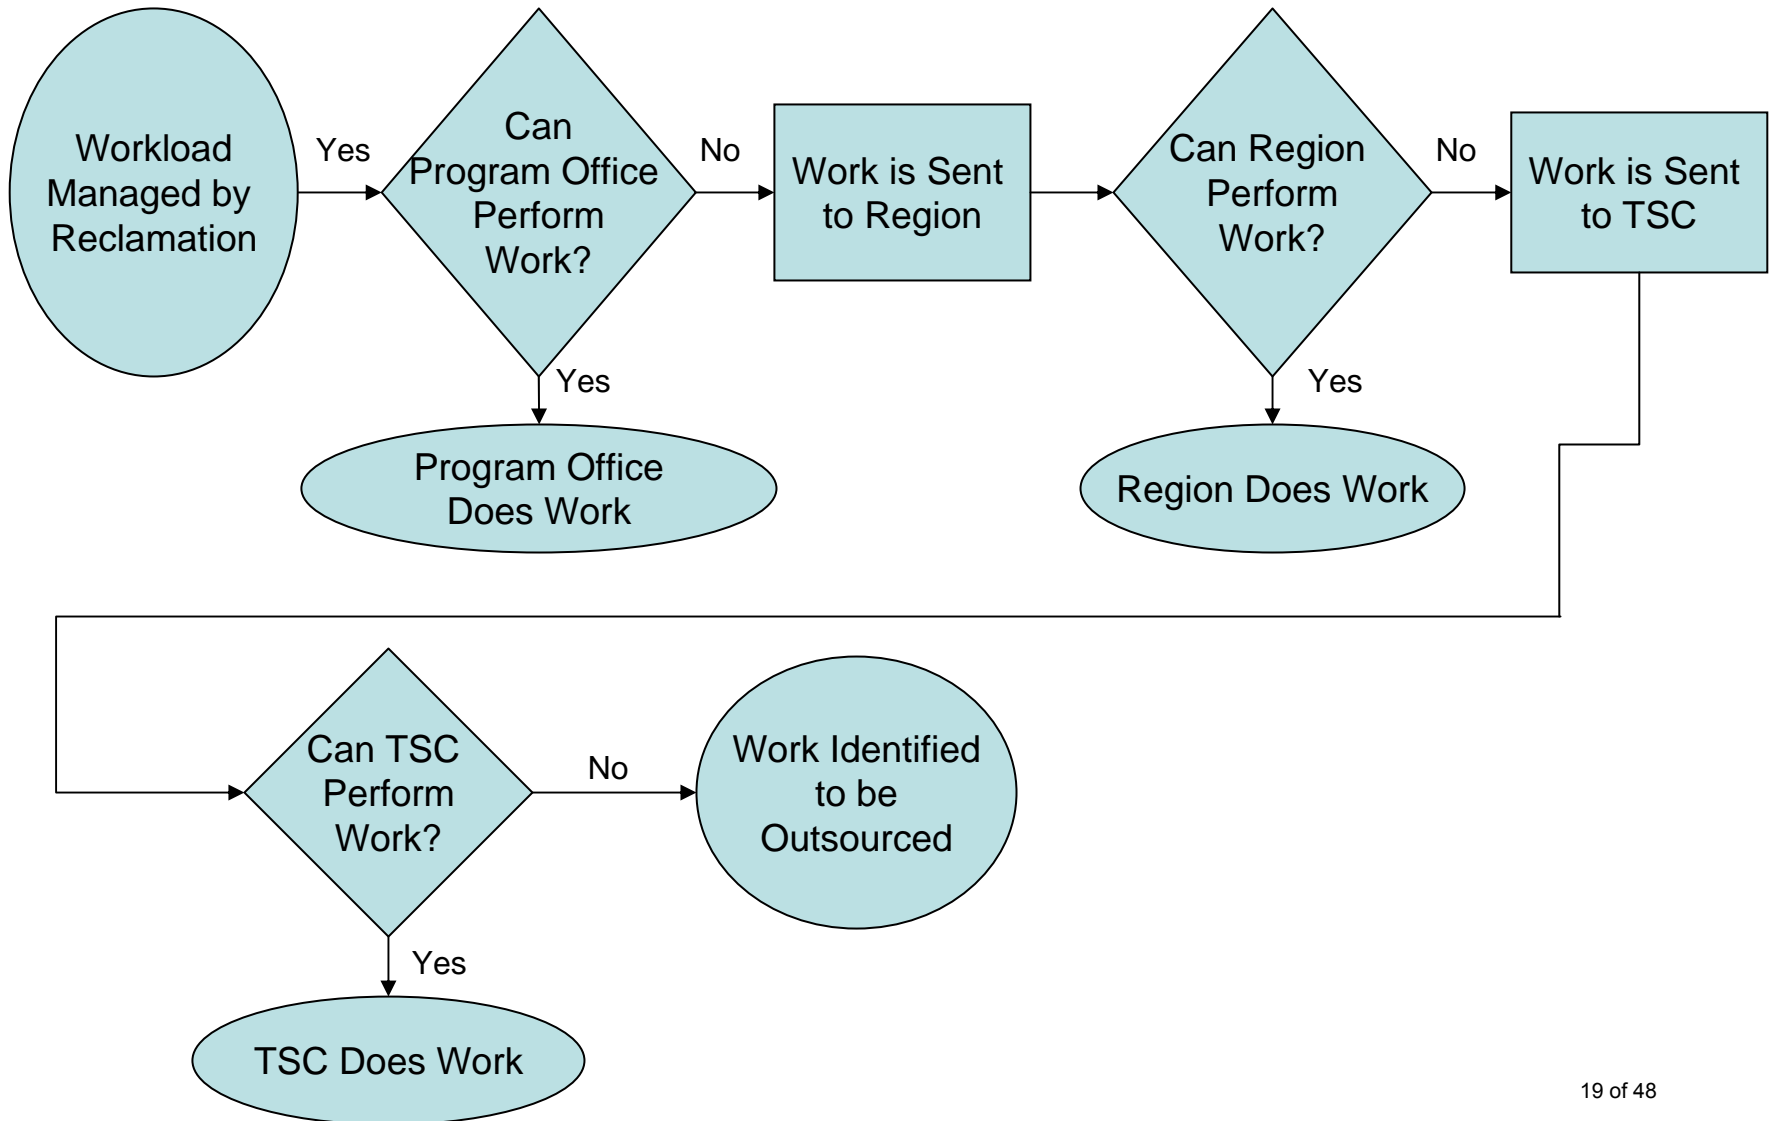 Workload
Managed by
Reclamation
Yes
Can
Program Office
Perform
Work?
No
Work is Sent
to Region
Can Region
Perform
Work?
No
Work is Sent
to TSC
Yes
Program Office
Does Work
Yes
Region Does Work
Can TSC
Perform
Work?
No
Work Identified
to be
Outsourced
Yes
TSC Does Work
19 of 48